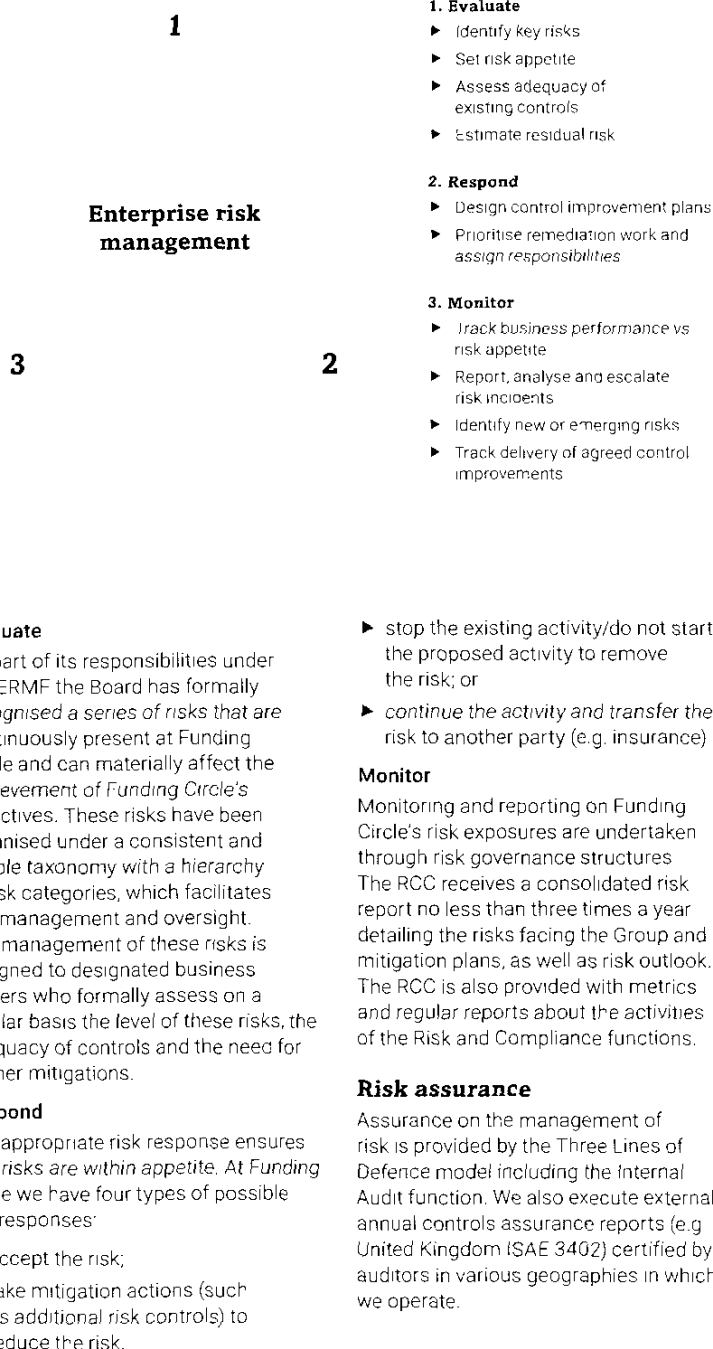 1
Enterprise risk
management
3
2
1. Evaluate
► Identify key risks
► Set risk appetite
► Assess adequacy of
existing controls
► Estimate residual risk
2. Respond
► Design control improvement plans
► Prioritise remediation work and
assign responsibilities
3. Monitor
► Track business performance vs
risk appetite
► Report, analyse and escalate
risk incidents
► Identify new or emerging risks
► Track delivery of agreed control
improvements
uate
art of its responsibilities under
ERMF the Board has formally
gnised a series of risks that are
inuously present at Funding
le and can materially affect the
evement of Funding Circle's
ctives. These risks have been
nised under a consistent and
ole taxonomy with a hierarchy
sk categories, which facilitates
management and oversight.
management of these risks is
gned to designated business
ers who formally assess on a
lar basis the level of these risks, the
quacy of controls and the need for
her mitigations.
pond
appropriate risk response ensures
risks are within appetite. At Funding
e we have four types of possible
responses:
ccept the risk;
ake mitigation actions (such
s additional risk controls) to
educe the risk.
► stop the existing activity/do not start
the proposed activity to remove
the risk; or
► continue the activity and transfer the
risk to another party (e.g. insurance)
Monitor
Monitoring and reporting on Funding
Circle's risk exposures are undertaken
through risk governance structures
The RCC receives a consolidated risk
report no less than three times a year
detailing the risks facing the Group and
mitigation plans, as well as risk outlook.
The RCC is also provided with metrics
and regular reports about the activities
of the Risk and Compliance functions.
Risk assurance
Assurance on the management of
risk is provided by the Three Lines of
Defence model including the Internal
Audit function. We also execute external
annual controls assurance reports (e.g
United Kingdom ISAE 3402) certified by
auditors in various geographies in which
we operate.